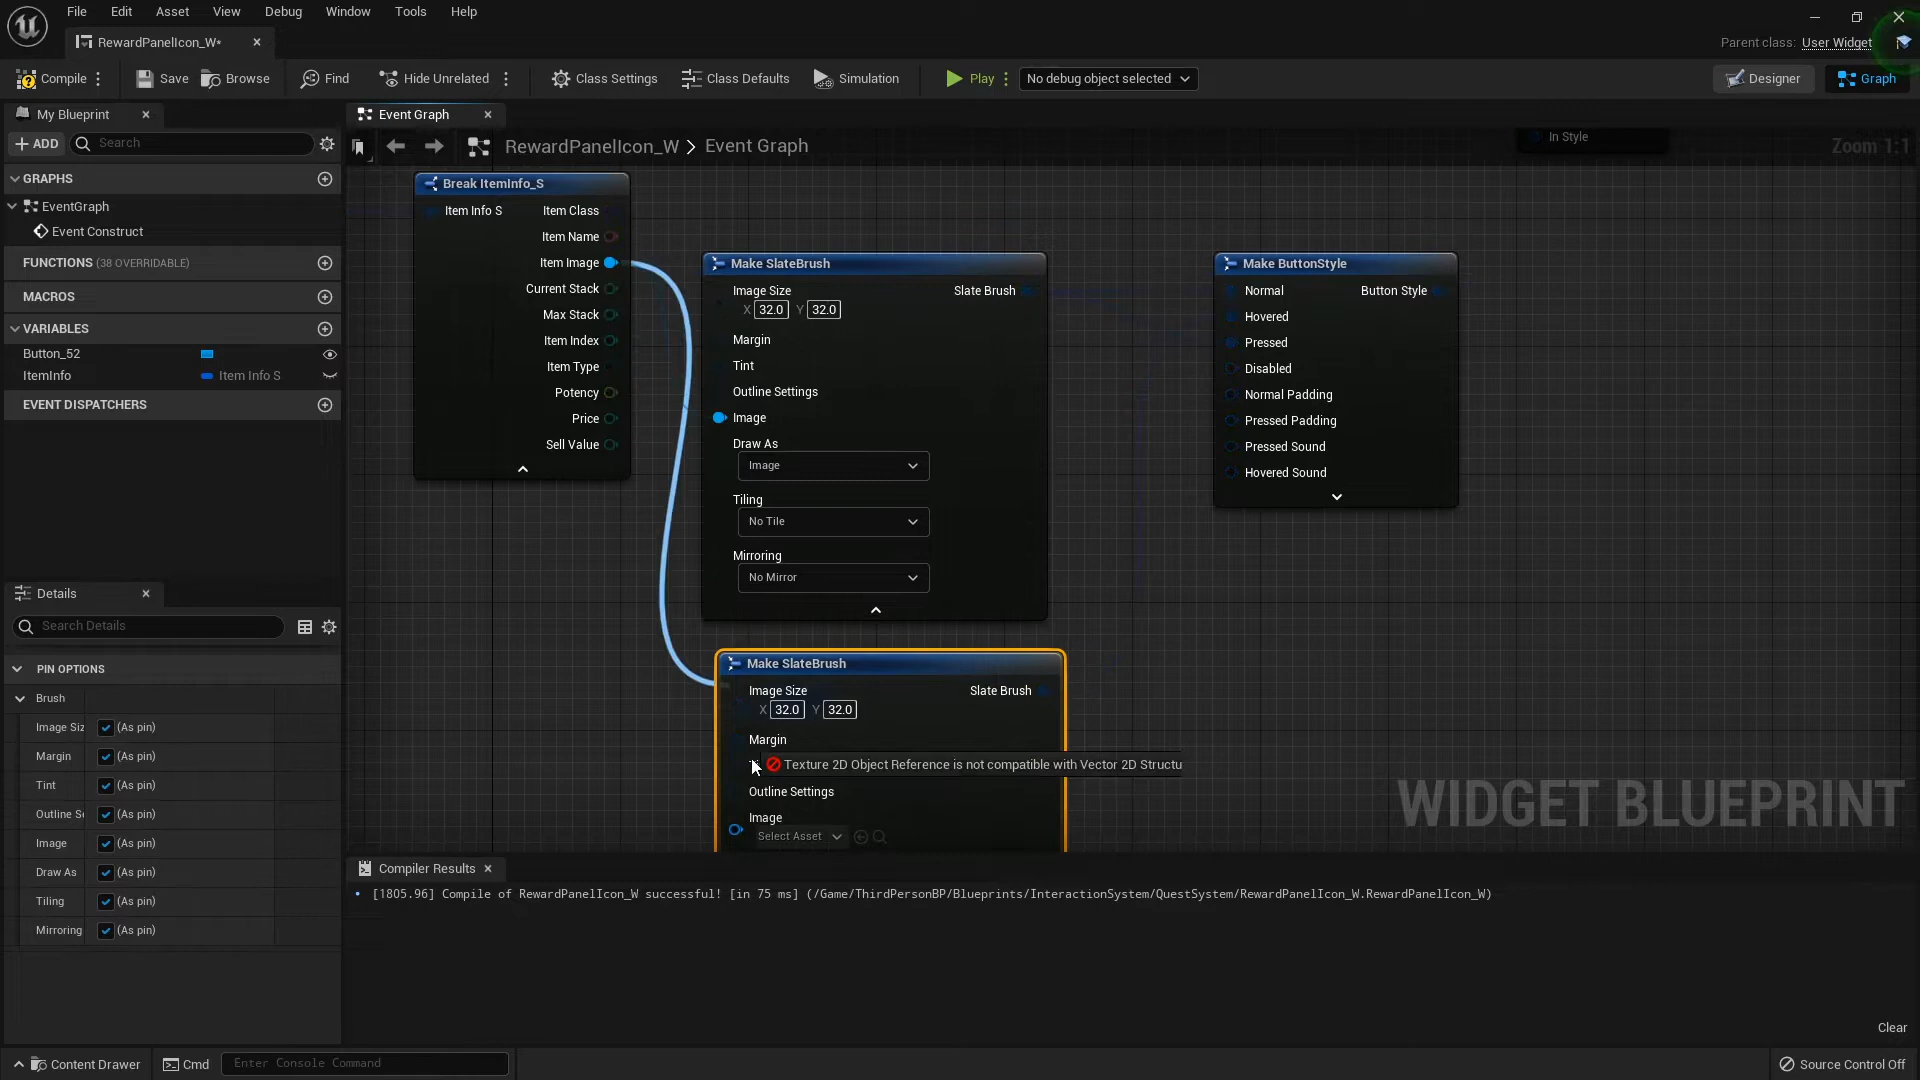 File Edit Asset View Debug Window Tools Help
RewardPanelIcon_W*
Parent class: User Widget
Compile Save Browse Find Hide Unrelated Class Settings Class Defaults Simulation Play No debug object selected Designer Graph
My Blueprint Event Graph
ADD Search
RewardPanelIcon_W > Event Graph
Zoom 1:1
In Style
GRAPHS
EventGraph
Event Construct
FUNCTIONS (38 OVERRIDABLE)
MACROS
VARIABLES
Button_52
ItemInfo Item Info S
EVENT DISPATCHERS
Break ItemInfo_S
Item Info S Item Class
Item Name
Item Image
Current Stack
Max Stack
Item Index
Item Type
Potency
Price
Sell Value
Make SlateBrush
Image Size Slate Brush
X 32.0 Y 32.0
Margin
Tint
Outline Settings
Image
Draw As
Image
Tiling
No Tile
Mirroring
No Mirror
Make ButtonStyle
Normal Button Style
Hovered
Pressed
Disabled
Normal Padding
Pressed Padding
Pressed Sound
Hovered Sound
Make SlateBrush
Image Size Slate Brush
X 32.0 Y 32.0
Margin
Texture 2D Object Reference is not compatible with Vector 2D Structu
Outline Settings
Image
Select Asset
WIDGET BLUEPRINT
Details
Search Details
PIN OPTIONS
Brush
Image Siz (As pin)
Margin (As pin)
Tint (As pin)
Outline Se (As pin)
Image (As pin)
Draw As (As pin)
Tiling (As pin)
Mirroring (As pin)
Compiler Results
[1805.96] Compile of RewardPanelIcon_W successful! [in 75 ms] (/Game/ThirdPersonBP/Blueprints/InteractionSystem/QuestSystem/RewardPanelIcon_W.RewardPanelIcon_W)
Clear
Content Drawer Cmd Enter Console Command Source Control Off